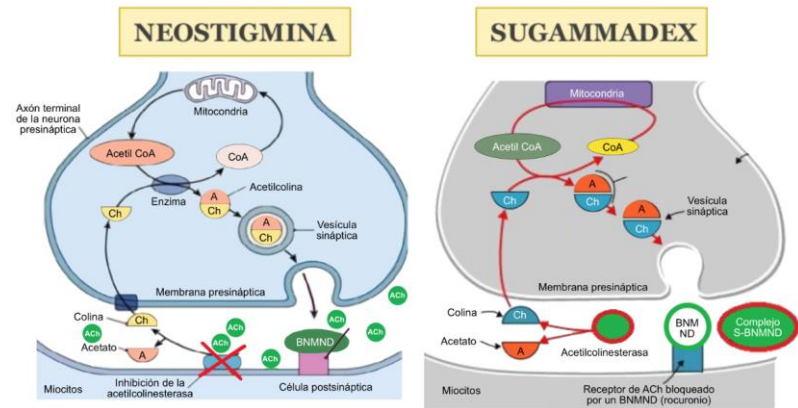 NEOSTIGMINA
Axón terminal
de la neurona
presináptica
Mitocondria
Acetil CoA
CoA
Enzima
A
Ch
Acetilcolina
Ch
A
Ch
Vesícula
sináptica
Membrana presináptica
Colina
Ch
ACh
Acetato
A
ACh
ACh
ACh
ACh
ACh
ACh
BNMND
Inhibición de la
acetilcolinesterasa
Célula postsináptica
Miocitos
SUGAMMADEX
Mitocondria
Acetil CoA
CoA
Ch
A
Ch
A
Ch
Vesícula
sináptica
Membrana presináptica
Colina
Ch
Acetato
A
Acetilcolinesterasa
BNM
ND
Complejo
S-BNMND
Receptor de ACh bloqueado
por un BNMND (rocuronio)
Miocitos